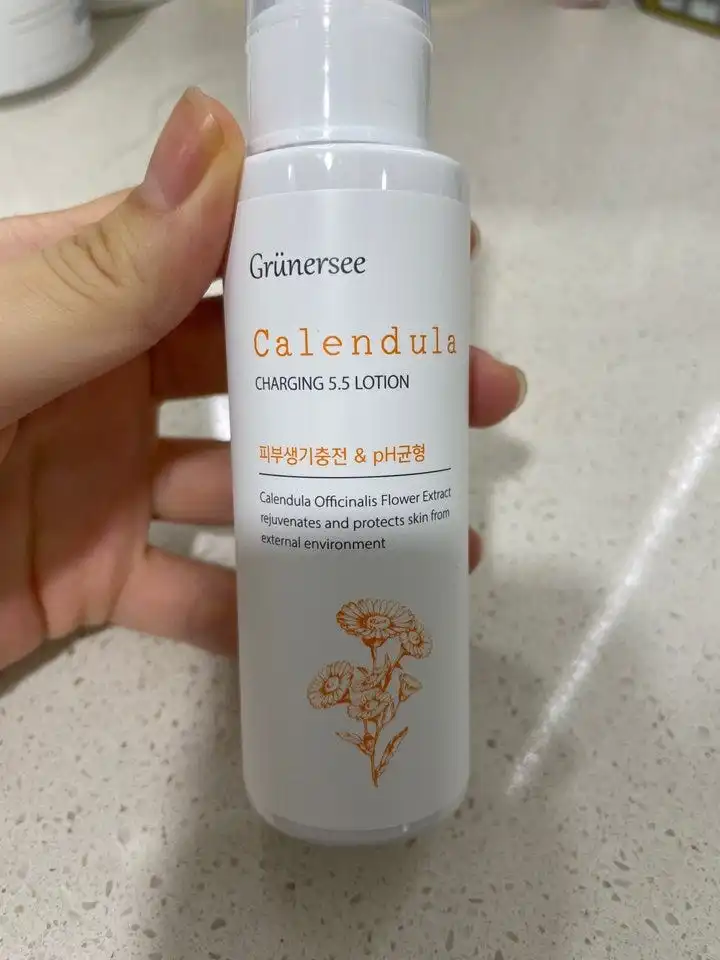 Grünersee
Calendula
CHARGING 5.5 LOTION
피부생기충전 & pH균형
Calendula Officinalis Flower Extract
rejuvenates and protects skin from
external environment